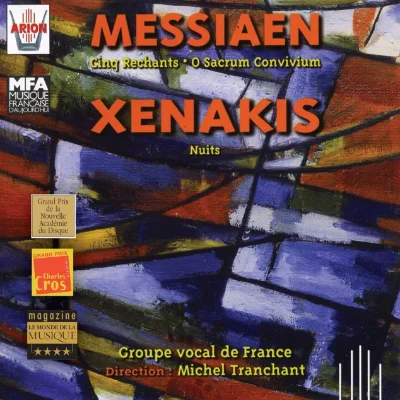 ARION
MESSIAEN
Cinq Rechants • O Sacrum Convivium
MFA
MUSIQUE
FRANÇAISE
D'AUJOURD'HUI
XENAKIS
Nuits
Grand Prix
de la
Nouvelle
Académie
du Disque
GRAND PRIX
Charles
Cros
magazine
LE MONDE DE LA
MUSIQUE
★★★★
Groupe vocal de France
Direction : Michel Tranchant